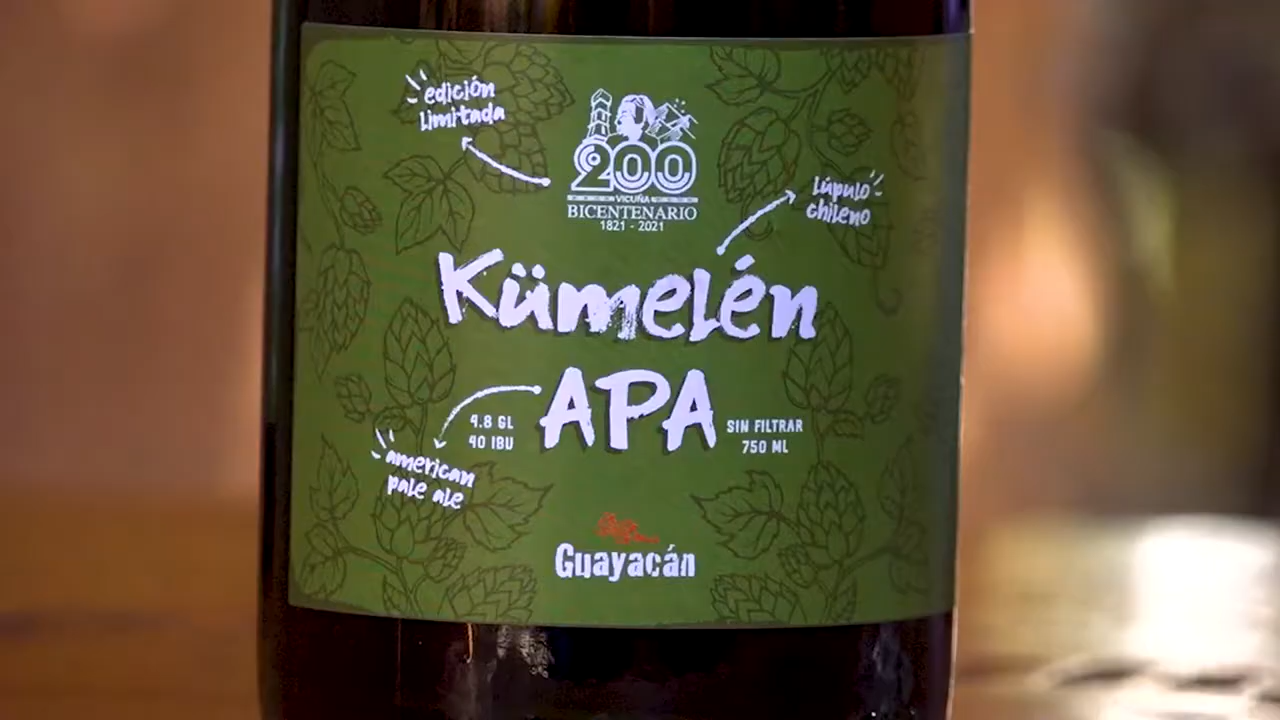 edición
limitada
200
VICUÑA
BICENTENARIO
1821 - 2021
Lúpulo
chileno
Kümelén
APA
4.8 GL
40 IBU
SIN FILTRAR
750 ML
american
pale ale
Guayacán